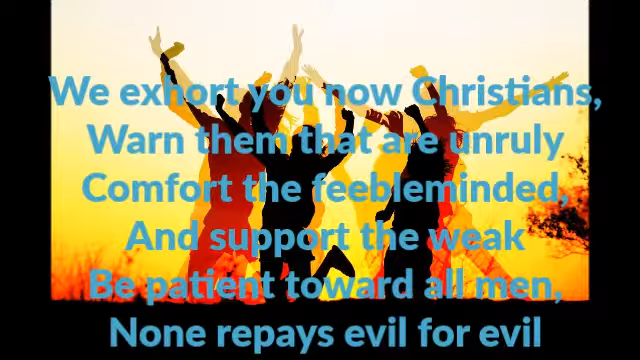 We exhort you now Christians,
Warn them that are unruly
Comfort the feebleminded,
And support the weak
Be patient toward all men,
None repays evil for evil